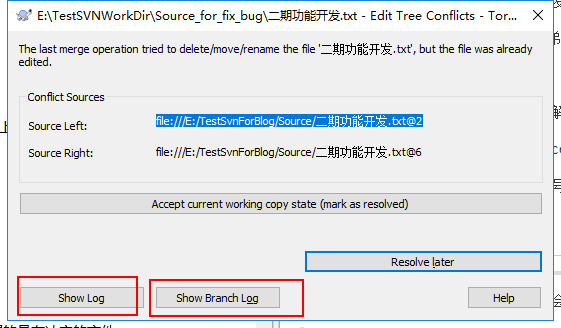 E:\TestSVNWorkDir\Source_for_fix_bug\二期功能开发.txt - Edit Tree Conflicts - Tor...
The last merge operation tried to delete/move/rename the file '二期功能开发.txt', but the file was already
edited.
Conflict Sources
Source Left: file:///E:/TestSvnForBlog/Source/二期功能开发.txt@2
Source Right: file:///E:/TestSvnForBlog/Source/二期功能开发.txt@6
Accept current working copy state (mark as resolved)
Resolve later
Show Log Show Branch Log Help